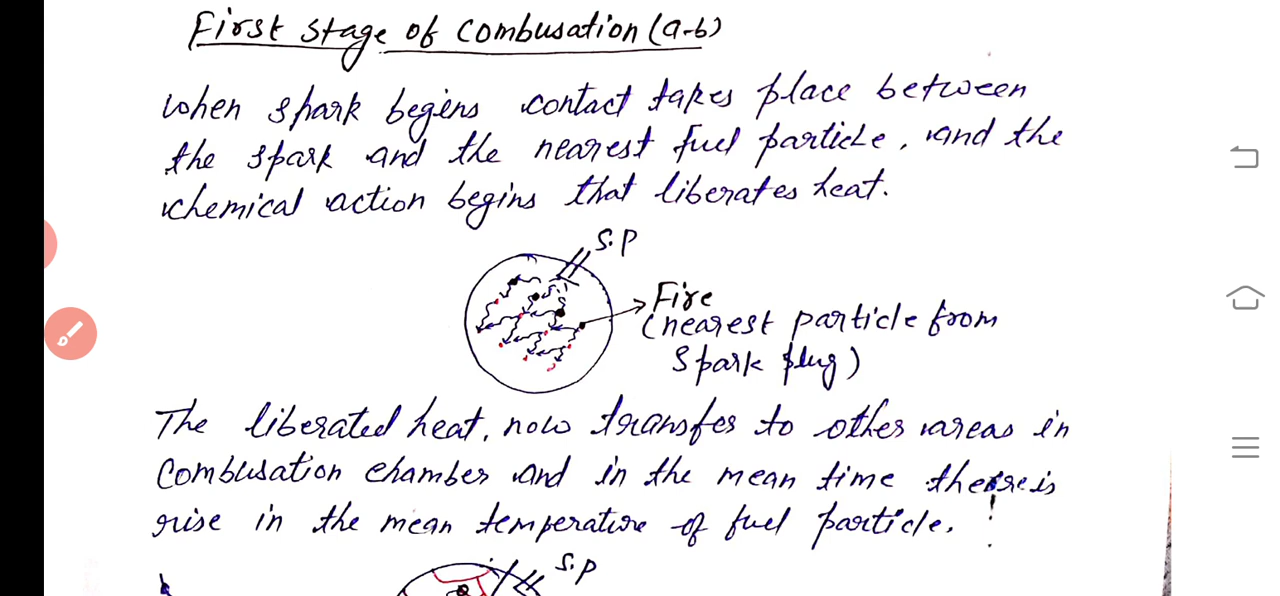 First stage of combusation (a-b)
when spark begins contact takes place between
the spark and the nearest fuel particle, and the
chemical action begins that liberates heat.
S.P
Fire
(nearest particle from
spark plug)
The liberated heat, now transfer to other areas in
combusation chamber and in the mean time there is
rise in the mean temperature of fuel particle.
S.P